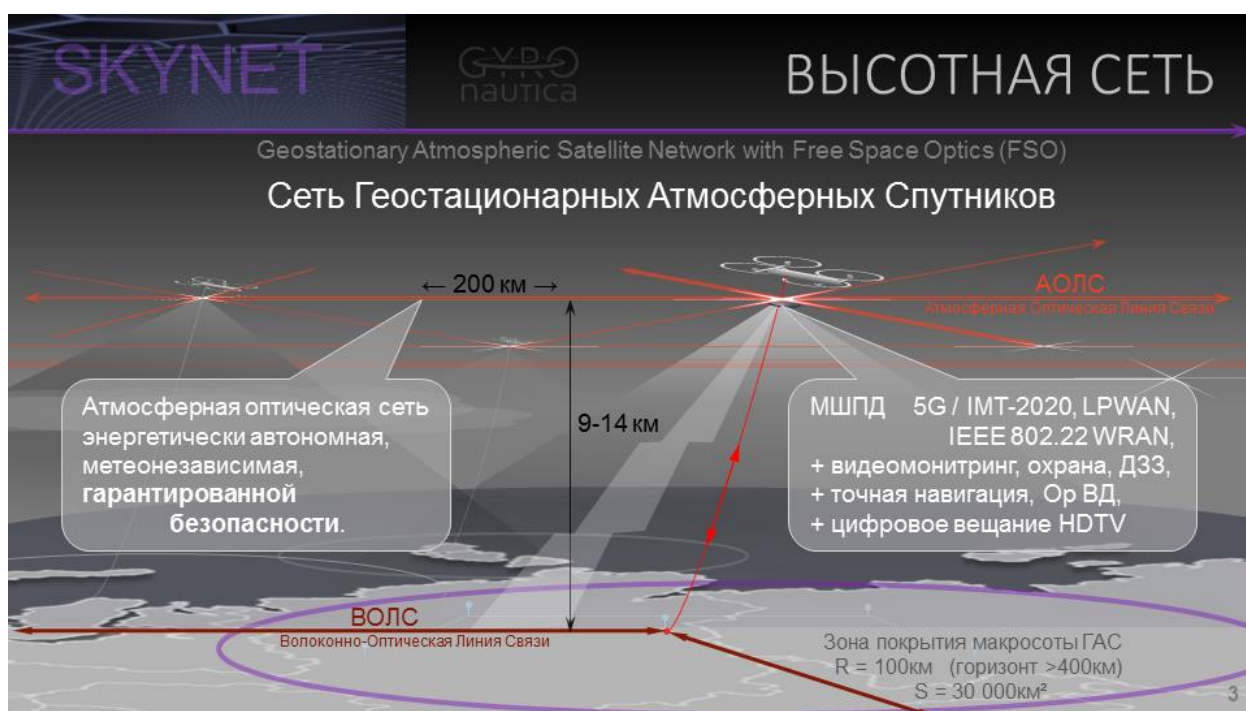 SKYNET
GYRO
nautica
ВЫСОТНАЯ СЕТЬ
Geostationary Atmospheric Satellite Network with Free Space Optics (FSO)
Сеть Геостационарных Атмосферных Спутников
← 200 км →
АОЛС
Атмосферная Оптическая Линия Связи
Атмосферная оптическая сеть
энергетически автономная,
метеонезависимая,
гарантированной
безопасности.
9-14 км
МШПД 5G / IMT-2020, LPWAN,
IEEE 802.22 WRAN,
+ видеомонитринг, охрана, ДЗЗ,
+ точная навигация, Ор ВД,
+ цифровое вещание HDTV
ВОЛС
Волоконно-Оптическая Линия Связи
Зона покрытия макросоты ГАС
R = 100км (горизонт >400км)
S = 30 000км²
3